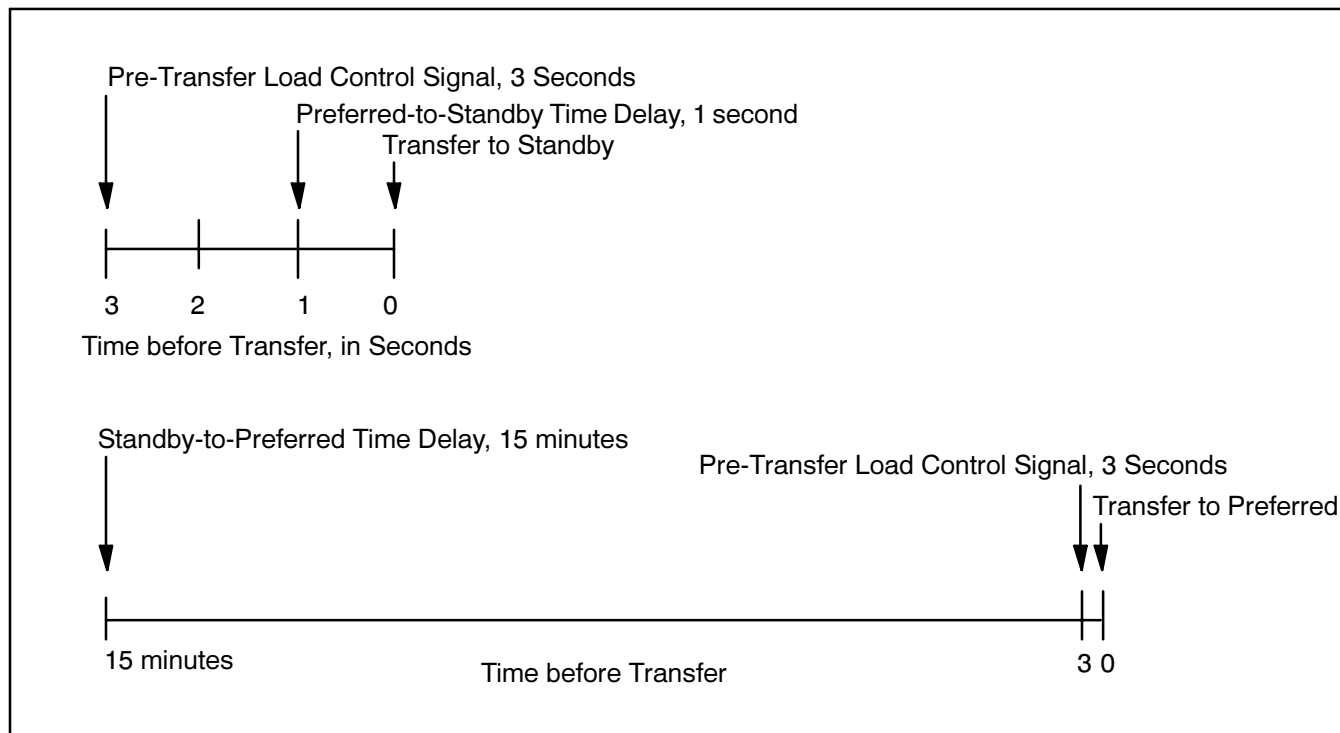 Pre-Transfer Load Control Signal, 3 Seconds
Preferred-to-Standby Time Delay, 1 second
Transfer to Standby
3 2 1 0
Time before Transfer, in Seconds
Standby-to-Preferred Time Delay, 15 minutes
Pre-Transfer Load Control Signal, 3 Seconds
Transfer to Preferred
15 minutes
3 0
Time before Transfer